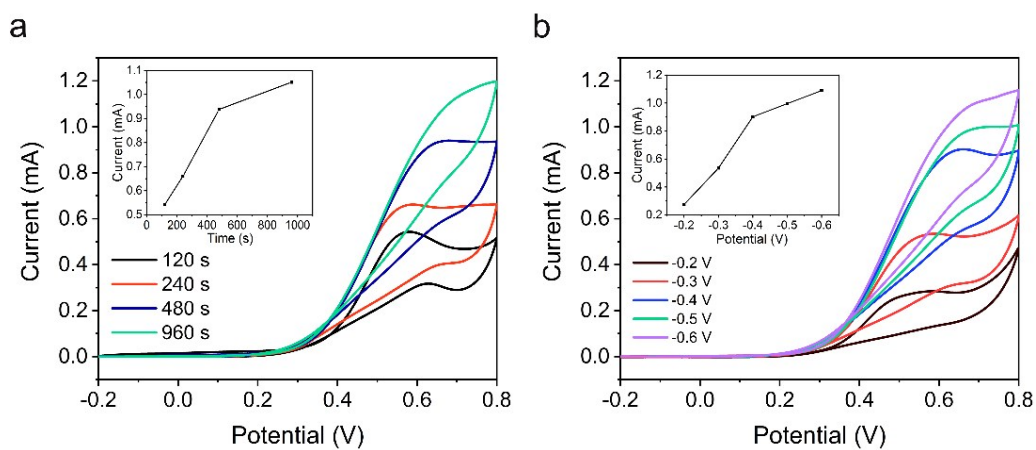 a
1.2
1.0
0.8
0.6
0.4
0.2
0.0
Current (mA)
-0.2
0.0
0.2
0.4
0.6
0.8
Potential (V)
1.1
1.0
0.9
0.8
0.7
0.6
0.5
Current (mA)
0
200
400
600
800
1000
Time (s)
120 s
240 s
480 s
960 s
b
1.2
1.0
0.8
0.6
0.4
0.2
0.0
Current (mA)
-0.2
0.0
0.2
0.4
0.6
0.8
Potential (V)
1.2
1.0
0.8
0.6
0.4
0.2
Current (mA)
-0.2
-0.3
-0.4
-0.5
-0.6
Potential (V)
-0.2 V
-0.3 V
-0.4 V
-0.5 V
-0.6 V